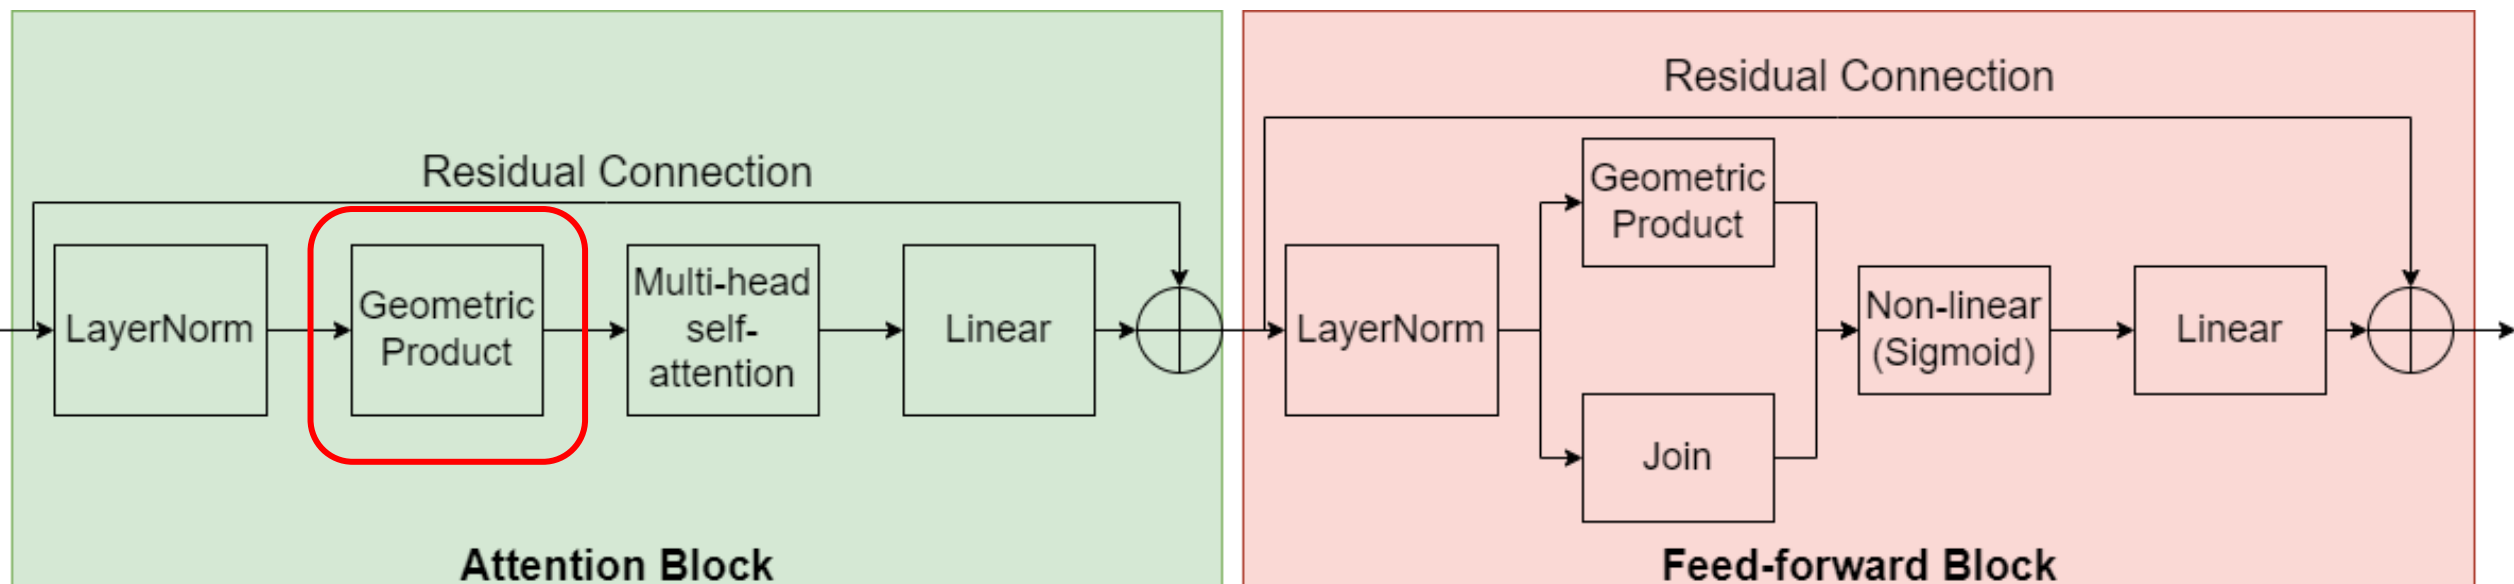 Residual Connection
LayerNorm
Geometric
Product
Multi-head
self-
attention
Linear
Attention Block
Residual Connection
LayerNorm
Geometric
Product
Join
Non-linear
(Sigmoid)
Linear
Feed-forward Block